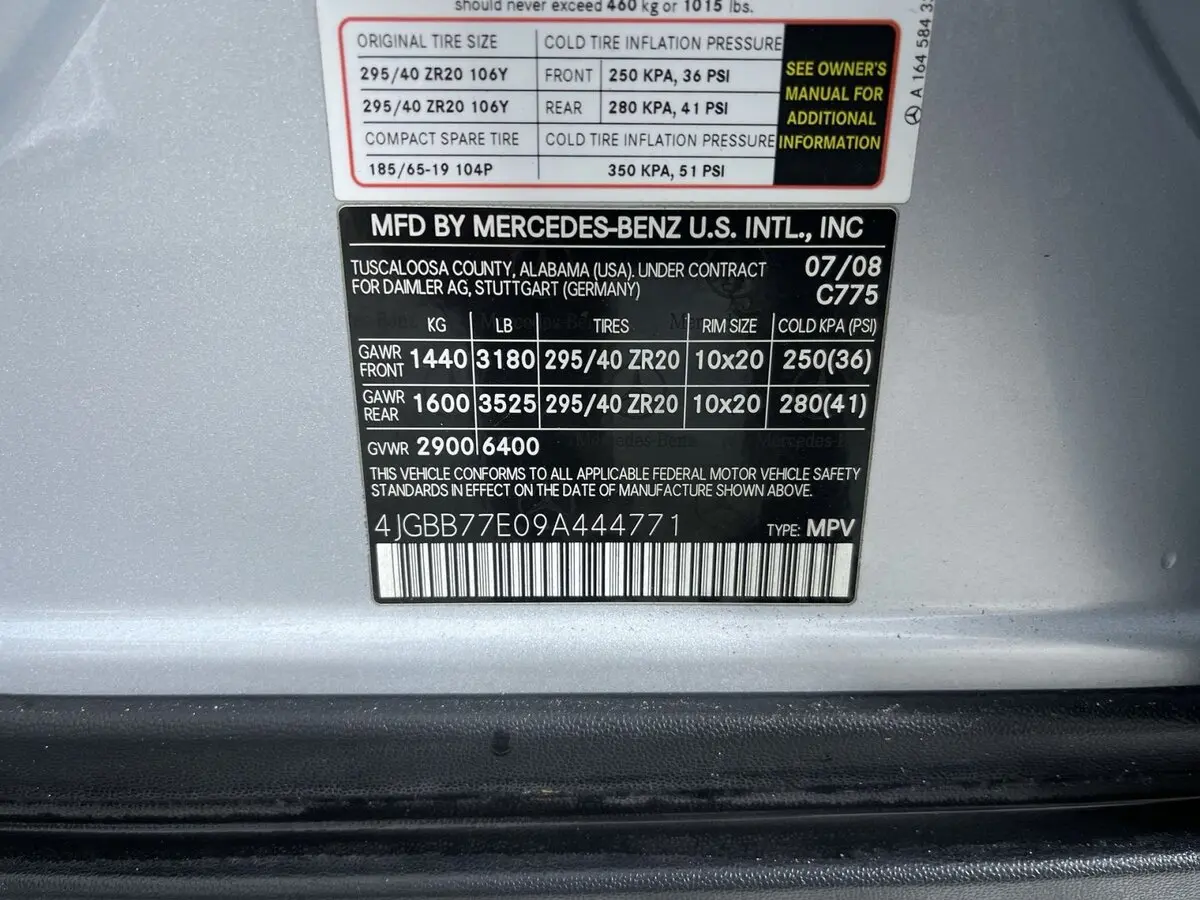 should never exceed 460 kg or 1015 lbs.
ORIGINAL TIRE SIZE COLD TIRE INFLATION PRESSURE
295/40 ZR20 106Y FRONT 250 KPA, 36 PSI
295/40 ZR20 106Y REAR 280 KPA, 41 PSI
COMPACT SPARE TIRE COLD TIRE INFLATION PRESSURE
185/65-19 104P 350 KPA, 51 PSI
SEE OWNER'S
MANUAL FOR
ADDITIONAL
INFORMATION
A 164 584
MFD BY MERCEDES-BENZ U.S. INTL., INC
TUSCALOOSA COUNTY, ALABAMA (USA). UNDER CONTRACT
FOR DAIMLER AG, STUTTGART (GERMANY)
07/08
C775
KG LB TIRES RIM SIZE COLD KPA (PSI)
GAWR FRONT 1440 3180 295/40 ZR20 10x20 250(36)
GAWR REAR 1600 3525 295/40 ZR20 10x20 280(41)
GVWR 2900 6400
THIS VEHICLE CONFORMS TO ALL APPLICABLE FEDERAL MOTOR VEHICLE SAFETY
STANDARDS IN EFFECT ON THE DATE OF MANUFACTURE SHOWN ABOVE.
4JGBB77E09A444771 TYPE: MPV